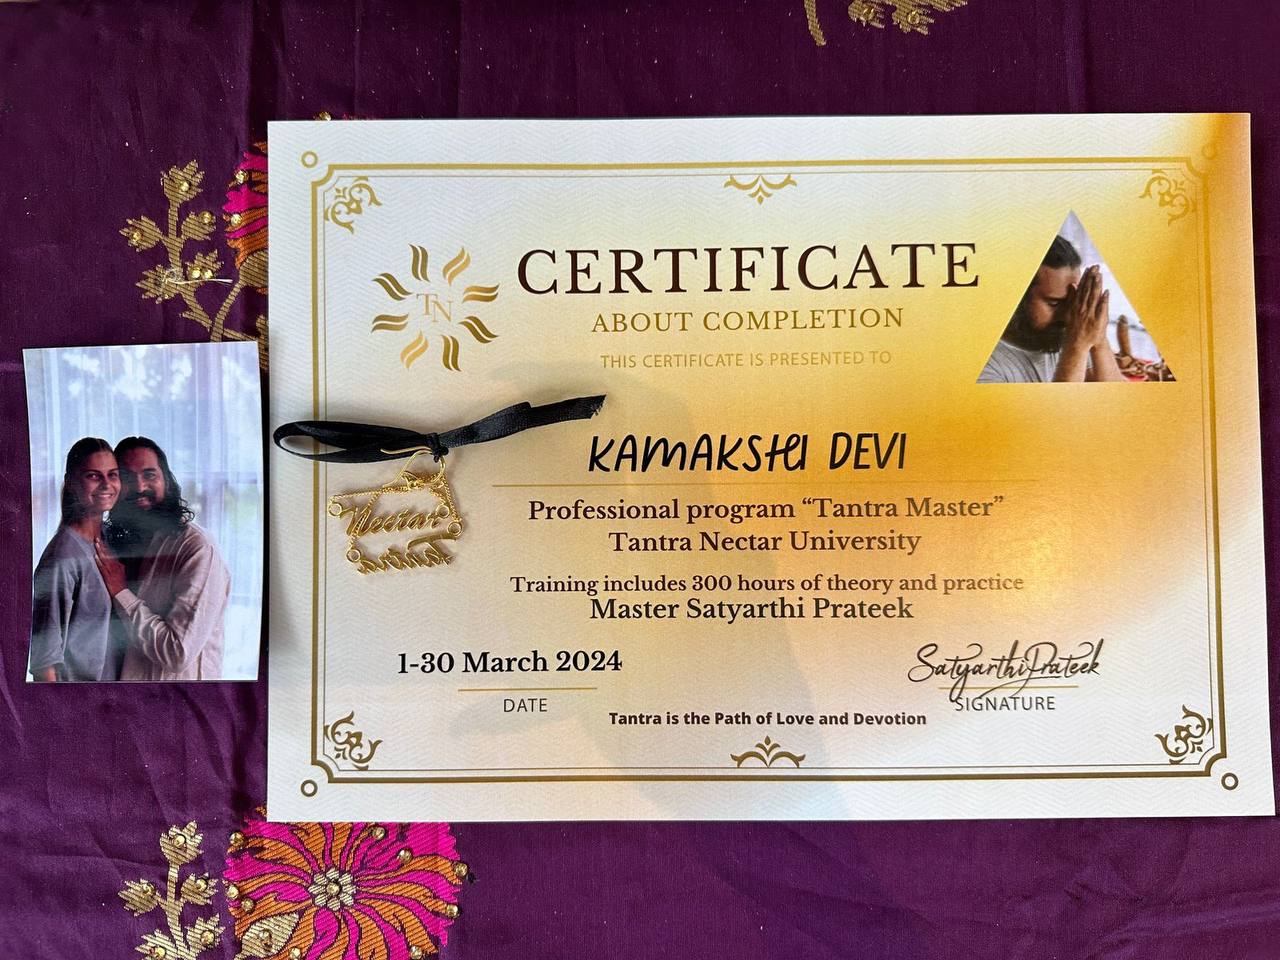 TN
CERTIFICATE
ABOUT COMPLETION
THIS CERTIFICATE IS PRESENTED TO
KAMAKSHI DEVI
Nectar
Tantra
Professional program “Tantra Master”
Tantra Nectar University
Training includes 300 hours of theory and practice
Master Satyarthi Prateek
1-30 March 2024
DATE
SatyarthiPrateek
SIGNATURE
Tantra is the Path of Love and Devotion